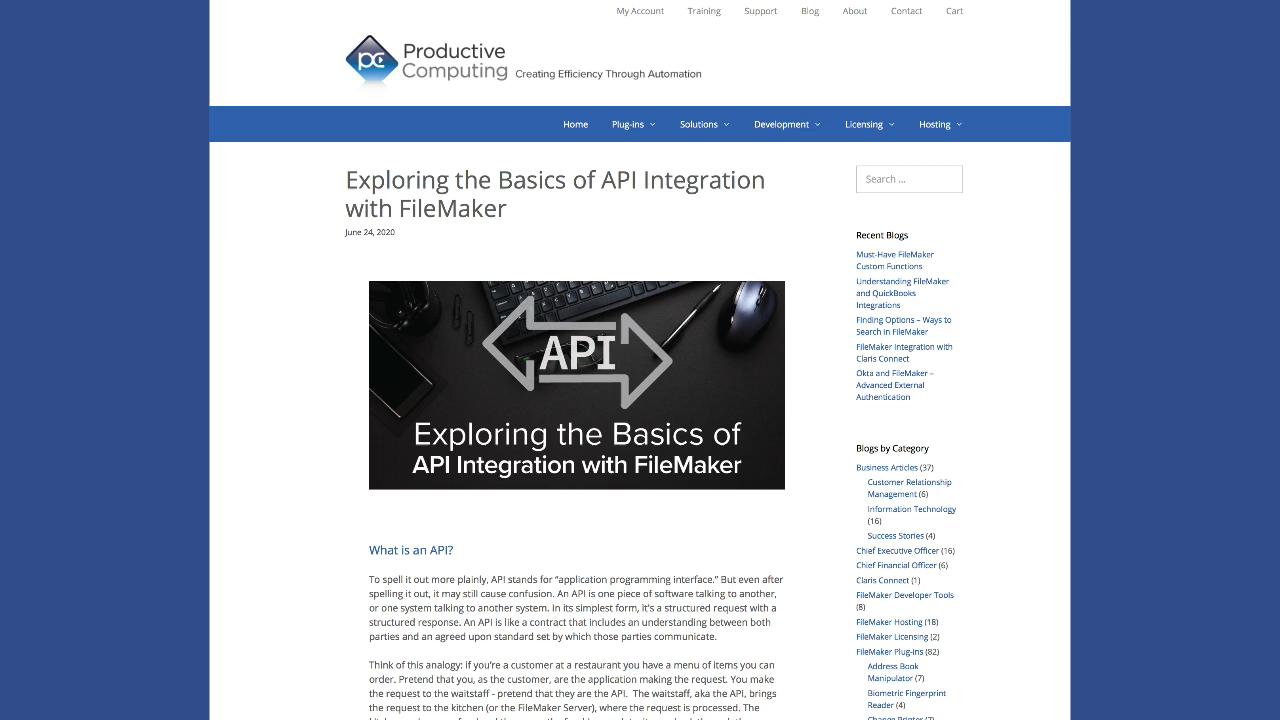 My Account Training Support Blog About Contact Cart
pc Productive
Computing Creating Efficiency Through Automation
Home Plug-ins Solutions Development Licensing Hosting
Exploring the Basics of API Integration
with FileMaker
June 24, 2020
API
Exploring the Basics of
API Integration with FileMaker
What is an API?
To spell it out more plainly, API stands for “application programming interface.” But even after
spelling it out, it may still cause confusion. An API is one piece of software talking to another,
or one system talking to another system. In its simplest form, it's a structured request with a
structured response. An API is like a contract that includes an understanding between both
parties and an agreed upon standard set by which those parties communicate.
Think of this analogy: if you're a customer at a restaurant you have a menu of items you can
order. Pretend that you, as the customer, are the application making the request. You make
the request to the waitstaff - pretend that they are the API. The waitstaff, aka the API, brings
the request to the kitchen (or the FileMaker Server), where the request is processed. The
Search ...
Recent Blogs
Must-Have FileMaker
Custom Functions
Understanding FileMaker
and QuickBooks
Integrations
Finding Options – Ways to
Search in FileMaker
FileMaker Integration with
Claris Connect
Okta and FileMaker –
Advanced External
Authentication
Blogs by Category
Business Articles (37)
Customer Relationship
Management (6)
Information Technology
(16)
Success Stories (4)
Chief Executive Officer (16)
Chief Financial Officer (6)
Claris Connect (1)
FileMaker Developer Tools
(8)
FileMaker Hosting (18)
FileMaker Licensing (2)
FileMaker Plug-ins (82)
Address Book
Manipulator (7)
Biometric Fingerprint
Reader (4)
Change Printer (7)